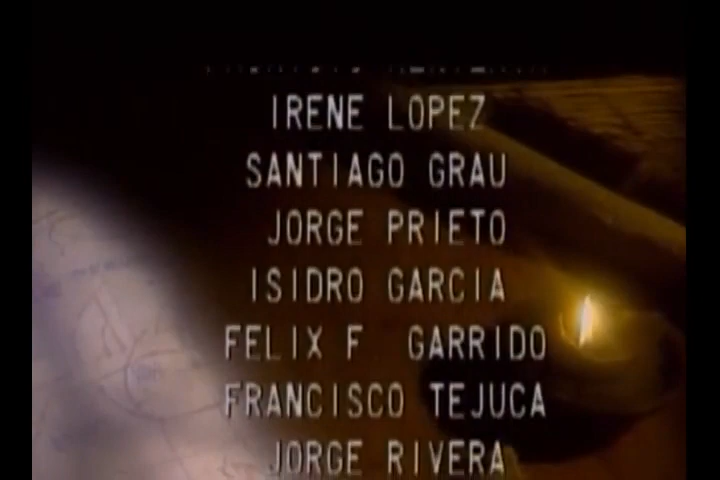 IRENE LOPEZ
SANTIAGO GRAU
JORGE PRIETO
ISIDRO GARCIA
FELIX F GARRIDO
FRANCISCO TEJUCA
JORGE RIVERA